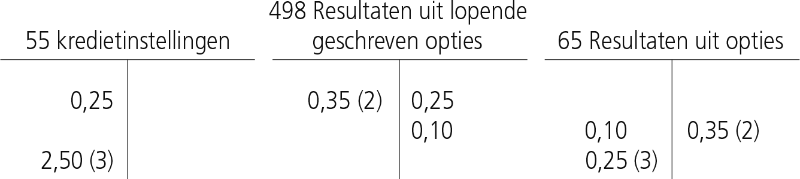 498 Resultaten uit lopende
55 kredietinstellingen geschreven opties 65 Resultaten uit opties
0,25 0,35 (2) 0,25
0,10 0,10 0,35 (2)
2,50 (3) 0,25 (3)